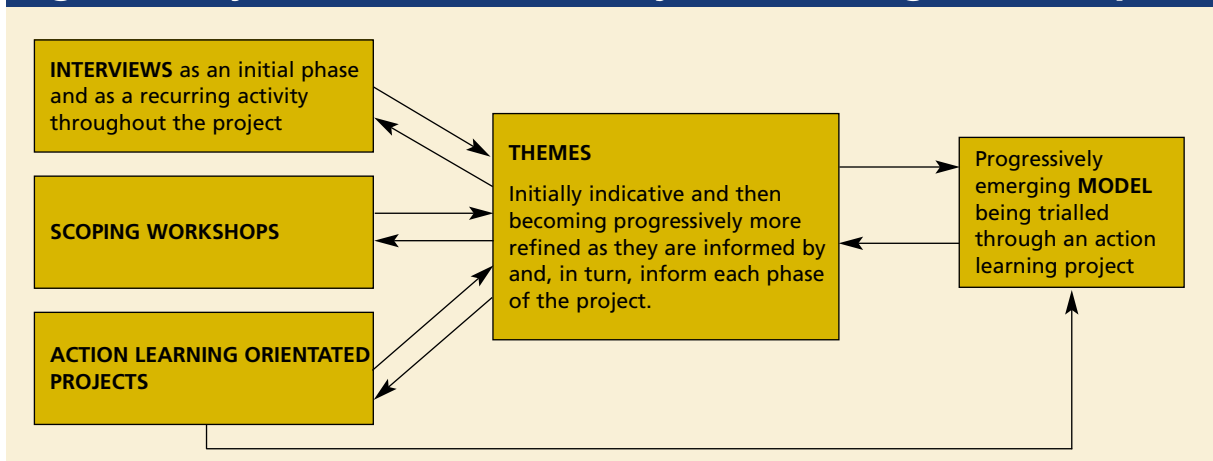 INTERVIEWS as an initial phase
and as a recurring activity
throughout the project
SCOPING WORKSHOPS
ACTION LEARNING ORIENTATED
PROJECTS
THEMES
Initially indicative and then
becoming progressively more
refined as they are informed by
and, in turn, inform each phase
of the project.
Progressively
emerging MODEL
being trialled
through an action
learning project